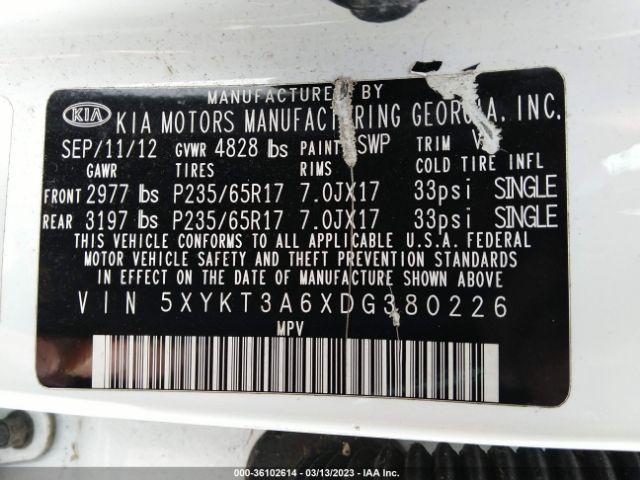 MANUFACTURED BY
KIA KIA MOTORS MANUFACTURING GEORGIA, INC.
SEP/11/12 GVWR 4828 lbs PAINT SWP TRIM
GAWR TIRES RIMS COLD TIRE INFL
FRONT 2977 lbs P235/65R17 7.0JX17 33psi SINGLE
REAR 3197 lbs P235/65R17 7.0JX17 33psi SINGLE
THIS VEHICLE CONFORMS TO ALL APPLICABLE U.S.A. FEDERAL
MOTOR VEHICLE SAFETY AND THEFT PREVENTION STANDARDS
IN EFFECT ON THE DATE OF MANUFACTURE SHOWN ABOVE.
VIN 5XYKT3A6XDG380226
MPV
000-36102614 - 03/13/2023 - IAA Inc.